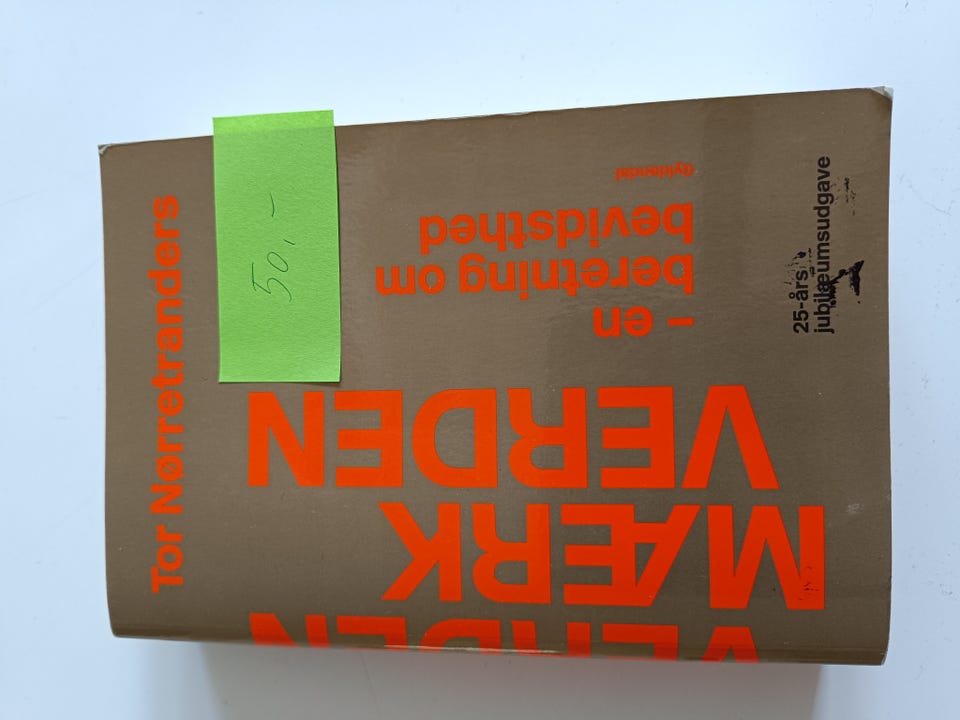 Tor Nørretranders
50,-
MÆRK
VERDEN
– en
beretning om
bevidsthed
Gyldendal
25-års
jubilæumsudgave
VERDEN